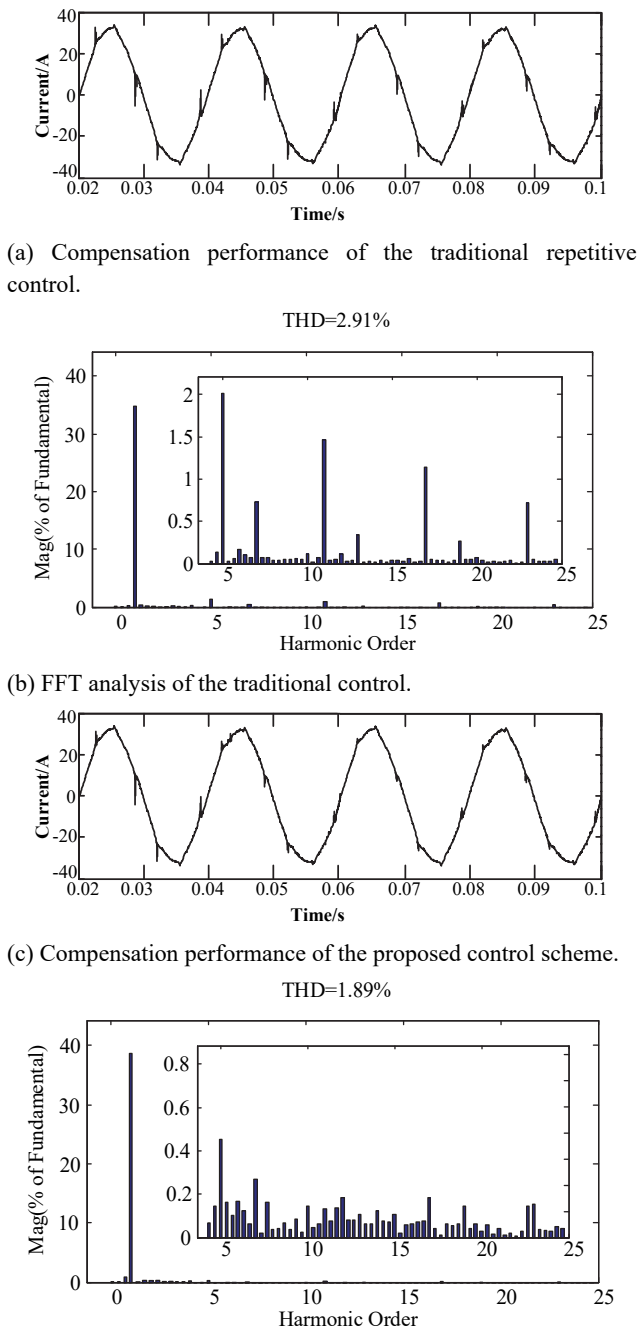 40
20
0
-20
-40
Current/A
0.02 0.03 0.04 0.05 0.06 0.07 0.08 0.09 0.1
Time/s
(a) Compensation performance of the traditional repetitive
control.
THD=2.91%
40
30
20
10
0
Mag(% of Fundamental)
2
1.5
1
0.5
0
5 10 15 20 25
0 5 10 15 20 25
Harmonic Order
(b) FFT analysis of the traditional control.
40
20
0
-20
-40
Current/A
0.02 0.03 0.04 0.05 0.06 0.07 0.08 0.09 0.1
Time/s
(c) Compensation performance of the proposed control scheme.
THD=1.89%
40
30
20
10
0
Mag(% of Fundamental)
0.8
0.6
0.4
0.2
0
5 10 15 20 25
0 5 10 15 20 25
Harmonic Order